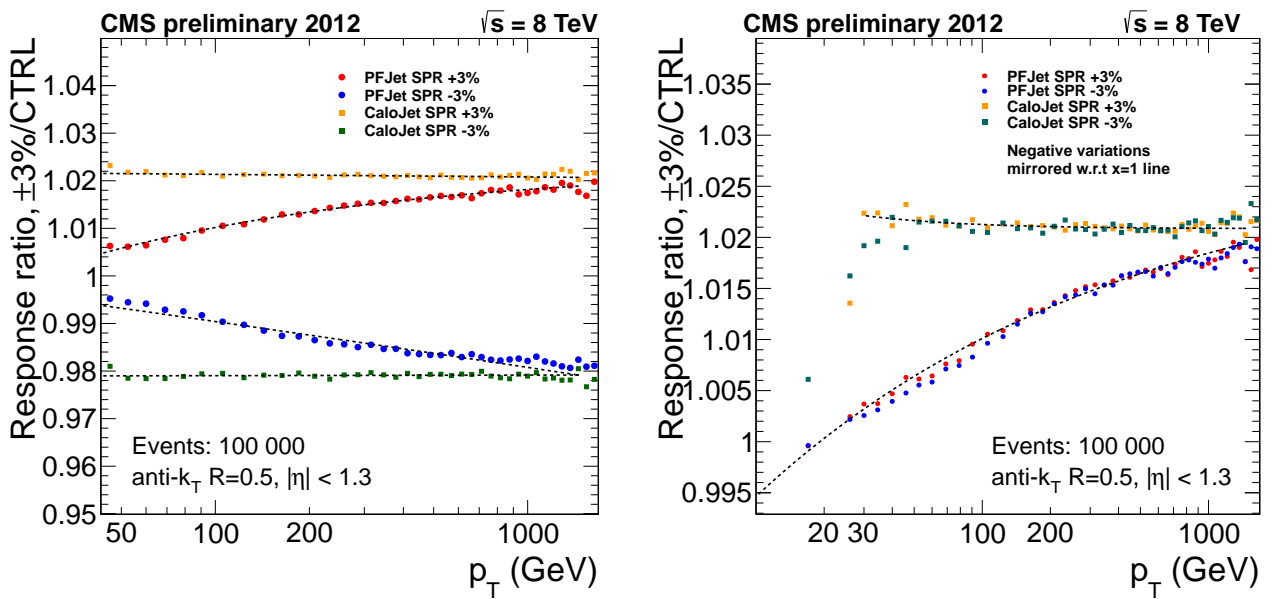 CMS preliminary 2012 √s = 8 TeV
Response ratio, ±3%/CTRL
1.04
1.03
1.02
1.01
1
0.99
0.98
0.97
0.96
0.95
PFJet SPR +3%
PFJet SPR -3%
CaloJet SPR +3%
CaloJet SPR -3%
Events: 100 000
anti-k_T R=0.5, |η| < 1.3
50 100 200 1000
p_T (GeV)
CMS preliminary 2012 √s = 8 TeV
Response ratio, ±3%/CTRL
1.035
1.03
1.025
1.02
1.015
1.01
1.005
1
0.995
PFJet SPR +3%
PFJet SPR -3%
CaloJet SPR +3%
CaloJet SPR -3%
Negative variations
mirrored w.r.t x=1 line
Events: 100 000
anti-k_T R=0.5, |η| < 1.3
20 30 100 200 1000
p_T (GeV)